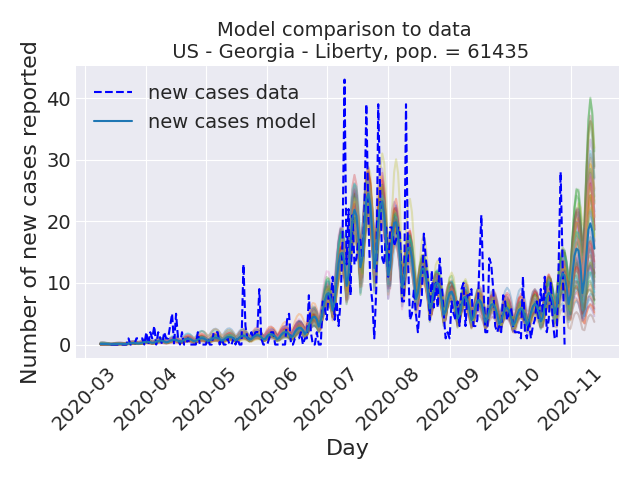 Model comparison to data
US - Georgia - Liberty, pop. = 61435
Number of new cases reported
40
30
20
10
0
new cases data
new cases model
2020-03
2020-04
2020-05
2020-06
2020-07
2020-08
2020-09
2020-10
2020-11
Day